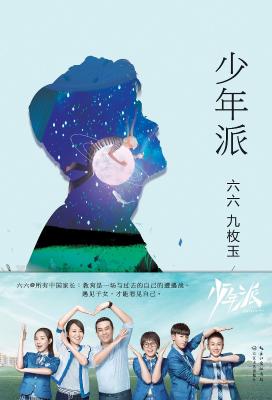 少年派
六六 九枚玉
六六@所有中国家长：教育是一场与过去的自己的遭遇战。
遇见子女，才能看见自己。
少年派